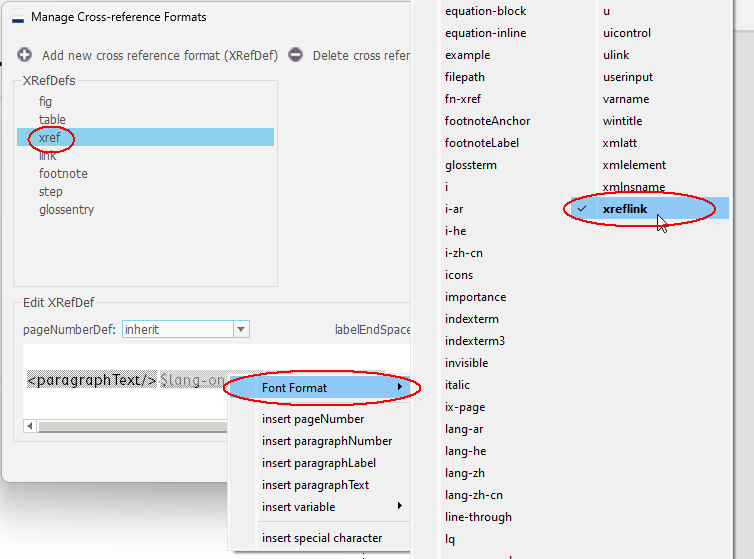 Manage Cross-reference Formats
Add new cross reference format (XRefDef)
Delete cross refer
XRefDefs
fig
table
xref
link
footnote
step
glossentry
Edit XRefDef
pageNumberDef:
inherit
labelEndSpace
<paragraphText/> $lang-on
Font Format
insert pageNumber
insert paragraphNumber
insert paragraphLabel
insert paragraphText
insert variable
insert special character
equation-block
equation-inline
example
filepath
fn-xref
footnoteAnchor
footnoteLabel
glossterm
i
i-ar
i-he
i-zh-cn
icons
importance
indexterm
indexterm3
invisible
italic
ix-page
lang-ar
lang-he
lang-zh
lang-zh-cn
line-through
lq
u
uicontrol
ulink
userinput
varname
wintitle
xmlatt
xmlelement
xmlnsname
xreflink